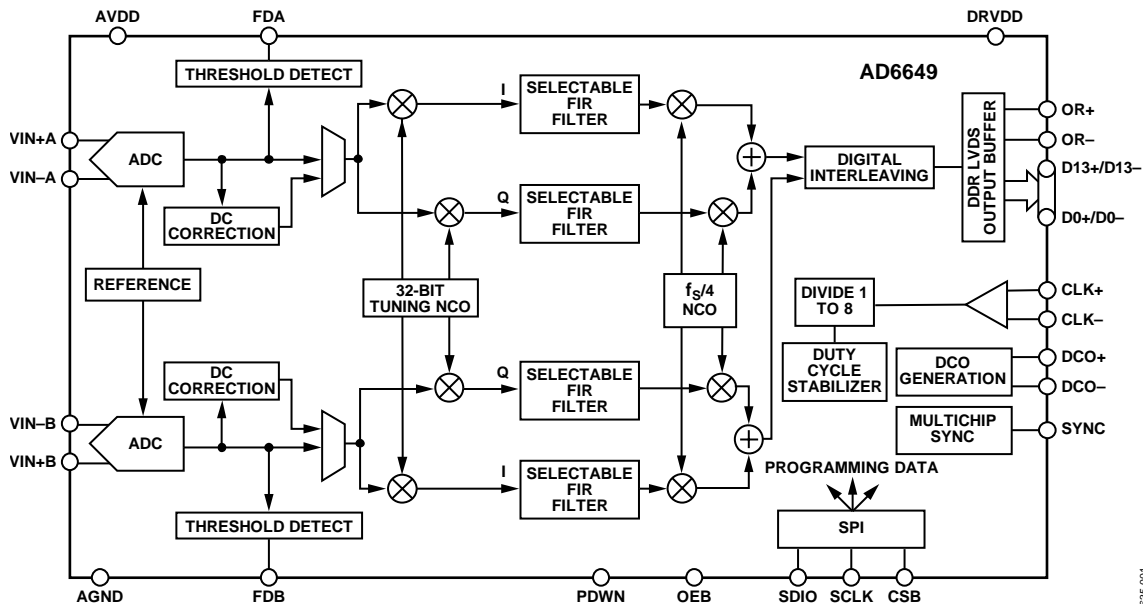 AVDD
FDA
DRVDD
THRESHOLD DETECT
AD6649
I
SELECTABLE
FIR
FILTER
OR+
VIN+A
ADC
OR–
VIN–A
DIGITAL
INTERLEAVING
DDR LVDS
OUTPUT BUFFER
D13+/D13–
DC
CORRECTION
Q
SELECTABLE
FIR
FILTER
D0+/D0–
REFERENCE
32-BIT
TUNING NCO
fS/4
NCO
DIVIDE 1
TO 8
CLK+
CLK–
DUTY
CYCLE
STABILIZER
DCO
GENERATION
DCO+
DCO–
DC
CORRECTION
Q
SELECTABLE
FIR
FILTER
VIN–B
ADC
VIN+B
MULTICHIP
SYNC
SYNC
I
SELECTABLE
FIR
FILTER
PROGRAMMING DATA
THRESHOLD DETECT
SPI
AGND
FDB
PDWN
OEB
SDIO
SCLK
CSB